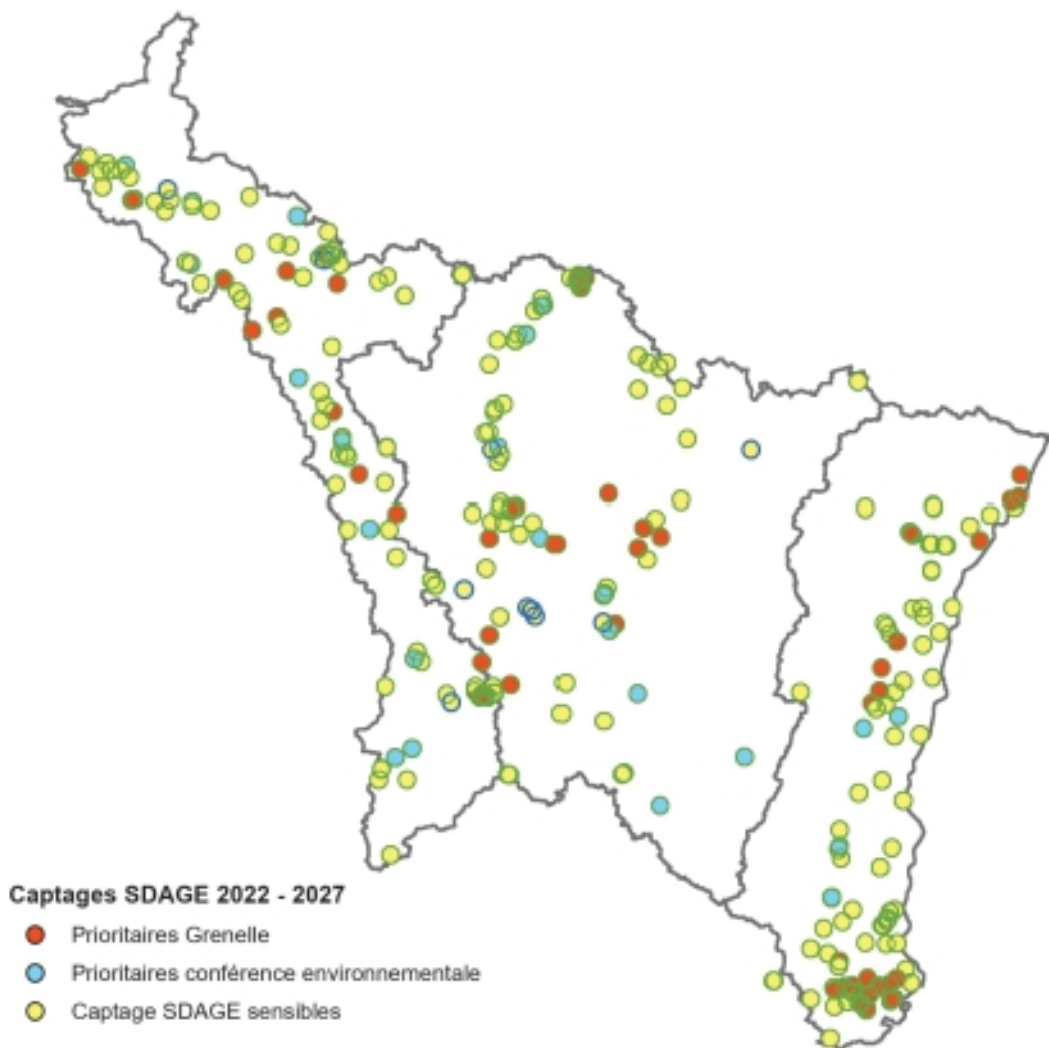 Captages SDAGE 2022 - 2027
Prioritaires Grenelle
Prioritaires conférence environnementale
Captage SDAGE sensibles